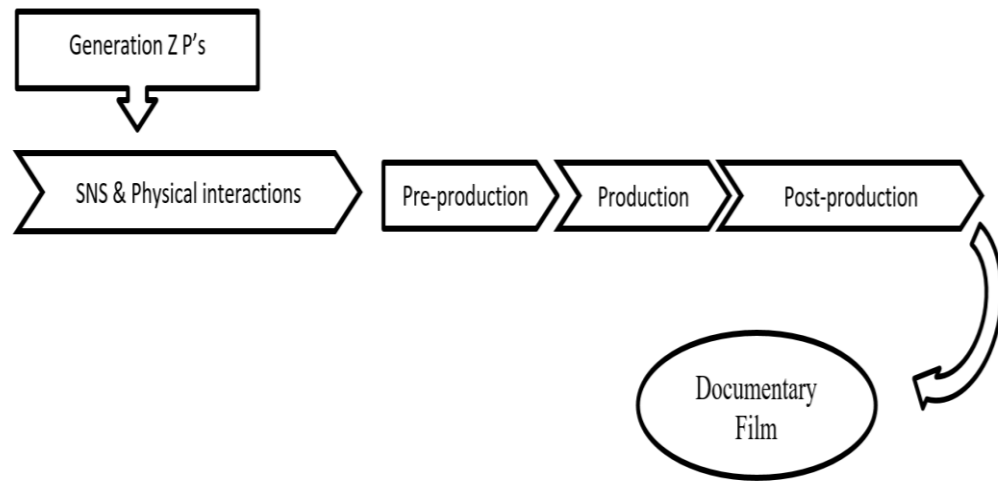 Generation Z P’s
SNS & Physical interactions
Pre-production
Production
Post-production
Documentary
Film